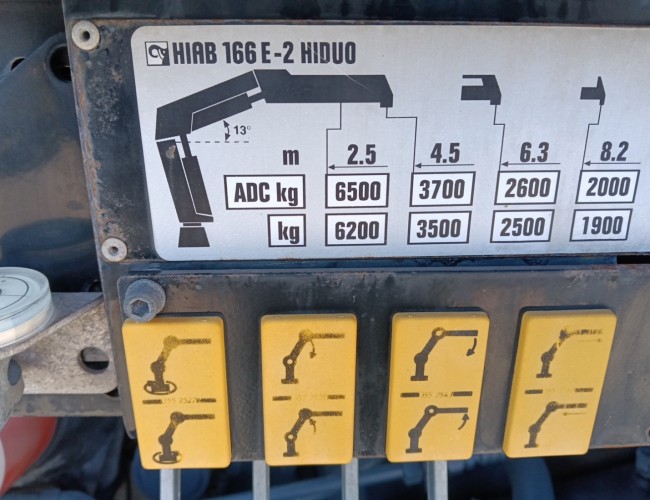 HIAB 166 E-2 HIDUO
13°
m 2.5 4.5 6.3 8.2
ADC kg 6500 3700 2600 2000
kg 6200 3500 2500 1900